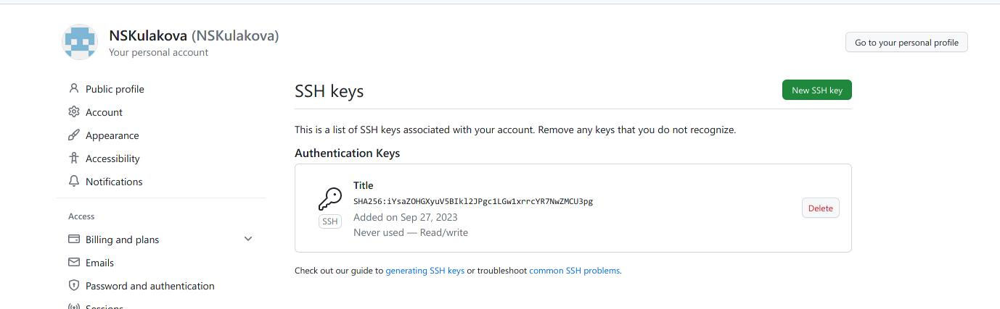 NSKulakova (NSKulakova)
Your personal account
Go to your personal profile
Public profile
Account
Appearance
Accessibility
Notifications
Access
Billing and plans
Emails
Password and authentication
Sessions
SSH keys
New SSH key
This is a list of SSH keys associated with your account. Remove any keys that you do not recognize.
Authentication Keys
Title
SHA256:iYsaZOHGXyuV5BIkl2JPgc1LGw1xrrcYR7NwZMCU3pg
Added on Sep 27, 2023
Never used — Read/write
SSH
Delete
Check out our guide to generating SSH keys or troubleshoot common SSH problems.